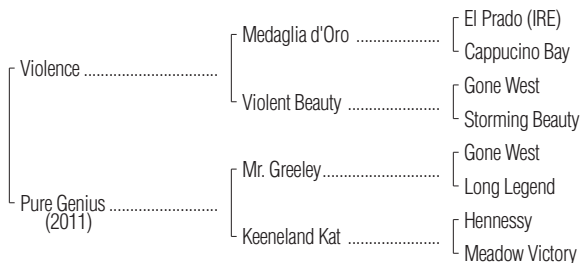 El Prado (IRE)
Medaglia d'Oro ....................
Cappucino Bay
Violence ................................
Gone West
Violent Beauty ......................
Storming Beauty
Gone West
Mr. Greeley............................
Long Legend
Pure Genius ..........................
(2011)
Hennessy
Keeneland Kat ......................
Meadow Victory